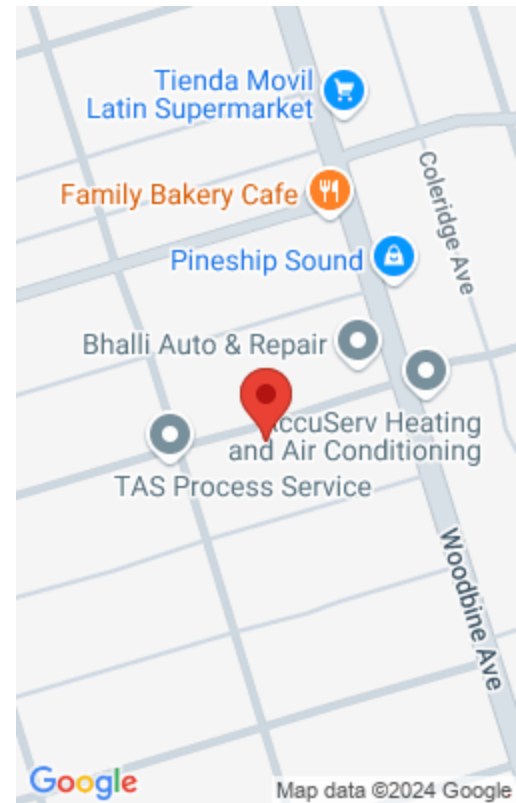 Tienda Movil
Latin Supermarket
Coleridge Ave
Family Bakery Cafe
Pineship Sound
Bhalli Auto & Repair
ccuServ Heating
and Air Conditioning
TAS Process Service
Woodbine Ave
Google
Map data ©2024 Google